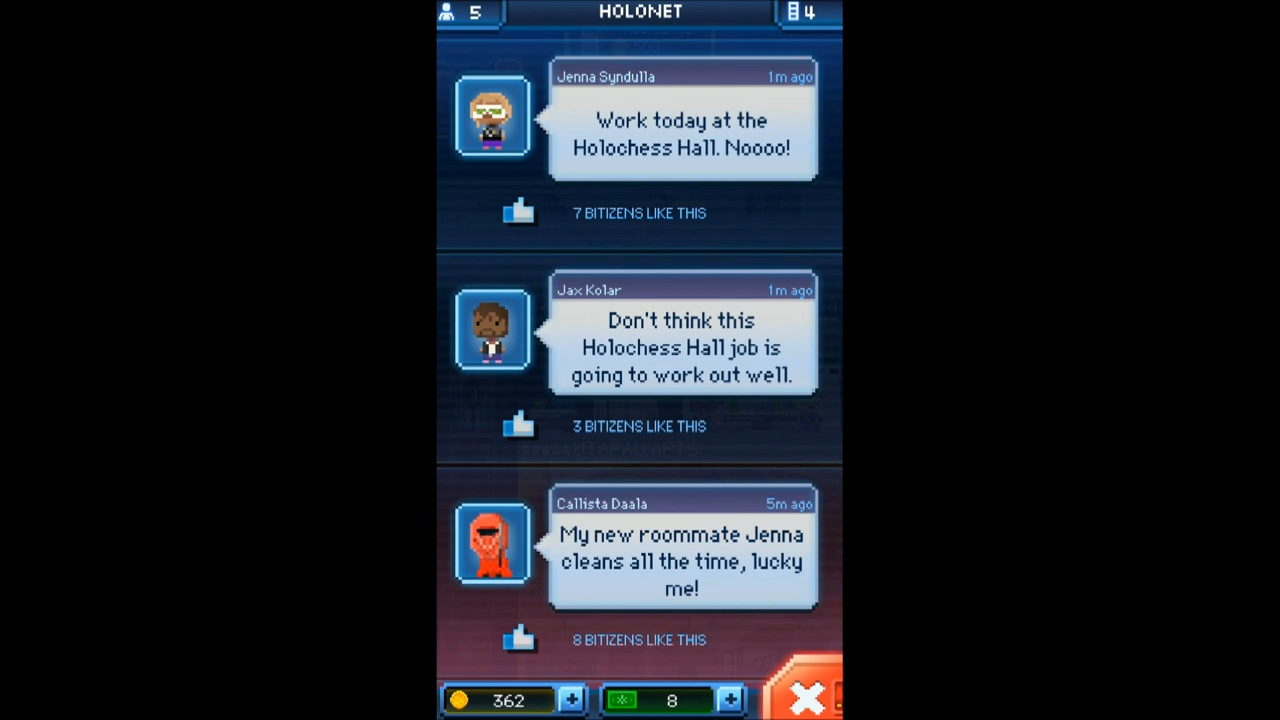 5
HOLONET
4
Jenna Syndulla
1m ago
Work today at the
Holochess Hall. Noooo!
7 BITIZENS LIKE THIS
Jax Kolar
1m ago
Don't think this
Holochess Hall job is
going to work out well.
3 BITIZENS LIKE THIS
Callista Daala
5m ago
My new roommate Jenna
cleans all the time, lucky
me!
8 BITIZENS LIKE THIS
362
8